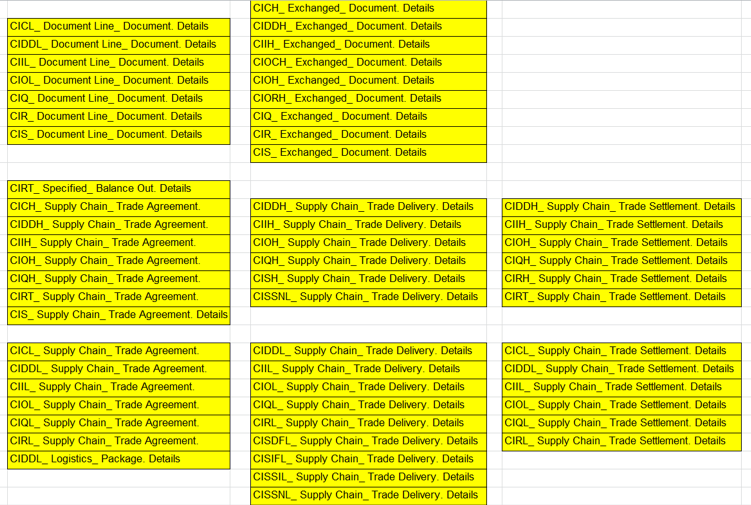 CICH_ Exchanged_ Document. Details
CICL_ Document Line_ Document. Details
CIDDH_ Exchanged_ Document. Details
CIDDL_ Document Line_ Document. Details
CIIH_ Exchanged_ Document. Details
CIIL_ Document Line_ Document. Details
CIOCH_ Exchanged_ Document. Details
CIOL_ Document Line_ Document. Details
CIOH_ Exchanged_ Document. Details
CIQ_ Document Line_ Document. Details
CIORH_ Exchanged_ Document. Details
CIR_ Document Line_ Document. Details
CIQ_ Exchanged_ Document. Details
CIS_ Document Line_ Document. Details
CIR_ Exchanged_ Document. Details
CIS_ Exchanged_ Document. Details
CIRT_ Specified_ Balance Out. Details
CICH_ Supply Chain_ Trade Agreement.
CIDDH_ Supply Chain_ Trade Delivery. Details
CIDDH_ Supply Chain_ Trade Settlement. Details
CIDDH_ Supply Chain_ Trade Agreement.
CIIH_ Supply Chain_ Trade Delivery. Details
CIIH_ Supply Chain_ Trade Settlement. Details
CIIH_ Supply Chain_ Trade Agreement.
CIOH_ Supply Chain_ Trade Delivery. Details
CIOH_ Supply Chain_ Trade Settlement. Details
CIOH_ Supply Chain_ Trade Agreement.
CIQH_ Supply Chain_ Trade Delivery. Details
CIQH_ Supply Chain_ Trade Settlement. Details
CIQH_ Supply Chain_ Trade Agreement.
CISH_ Supply Chain_ Trade Delivery. Details
CIRH_ Supply Chain_ Trade Settlement. Details
CIRT_ Supply Chain_ Trade Agreement.
CISSNL_ Supply Chain_ Trade Delivery. Details
CIRT_ Supply Chain_ Trade Settlement. Details
CIS_ Supply Chain_ Trade Agreement. Details
CICL_ Supply Chain_ Trade Agreement.
CIDDL_ Supply Chain_ Trade Delivery. Details
CICL_ Supply Chain_ Trade Settlement. Details
CIDDL_ Supply Chain_ Trade Agreement.
CIIL_ Supply Chain_ Trade Delivery. Details
CIDDL_ Supply Chain_ Trade Settlement. Details
CIIL_ Supply Chain_ Trade Agreement.
CIOL_ Supply Chain_ Trade Delivery. Details
CIIL_ Supply Chain_ Trade Settlement. Details
CIOL_ Supply Chain_ Trade Agreement.
CIQL_ Supply Chain_ Trade Delivery. Details
CIOL_ Supply Chain_ Trade Settlement. Details
CIQL_ Supply Chain_ Trade Agreement.
CIRL_ Supply Chain_ Trade Delivery. Details
CIQL_ Supply Chain_ Trade Settlement. Details
CIRL_ Supply Chain_ Trade Agreement.
CISDFL_ Supply Chain_ Trade Delivery. Details
CIRL_ Supply Chain_ Trade Settlement. Details
CIDDL_ Logistics_ Package. Details
CISIFL_ Supply Chain_ Trade Delivery. Details
CISSIL_ Supply Chain_ Trade Delivery. Details
CISSNL_ Supply Chain_ Trade Delivery. Details